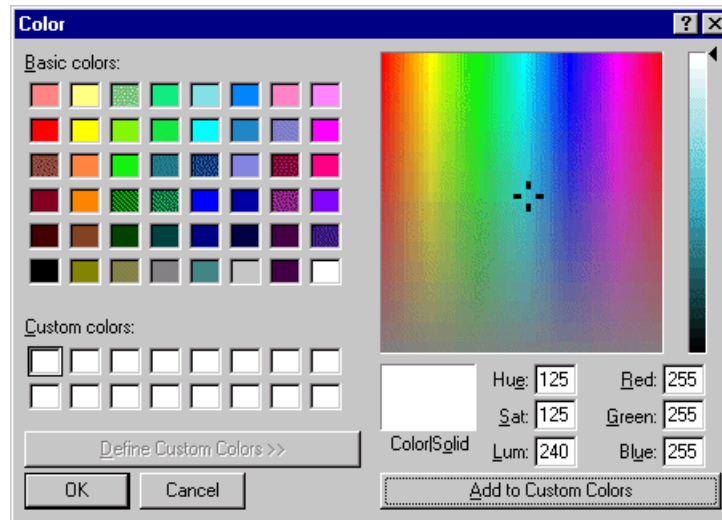 Color
Basic colors:
Custom colors:
Define Custom Colors >>
OK
Cancel
Color|Solid
Hue: 125
Sat: 125
Lum: 240
Red: 255
Green: 255
Blue: 255
Add to Custom Colors